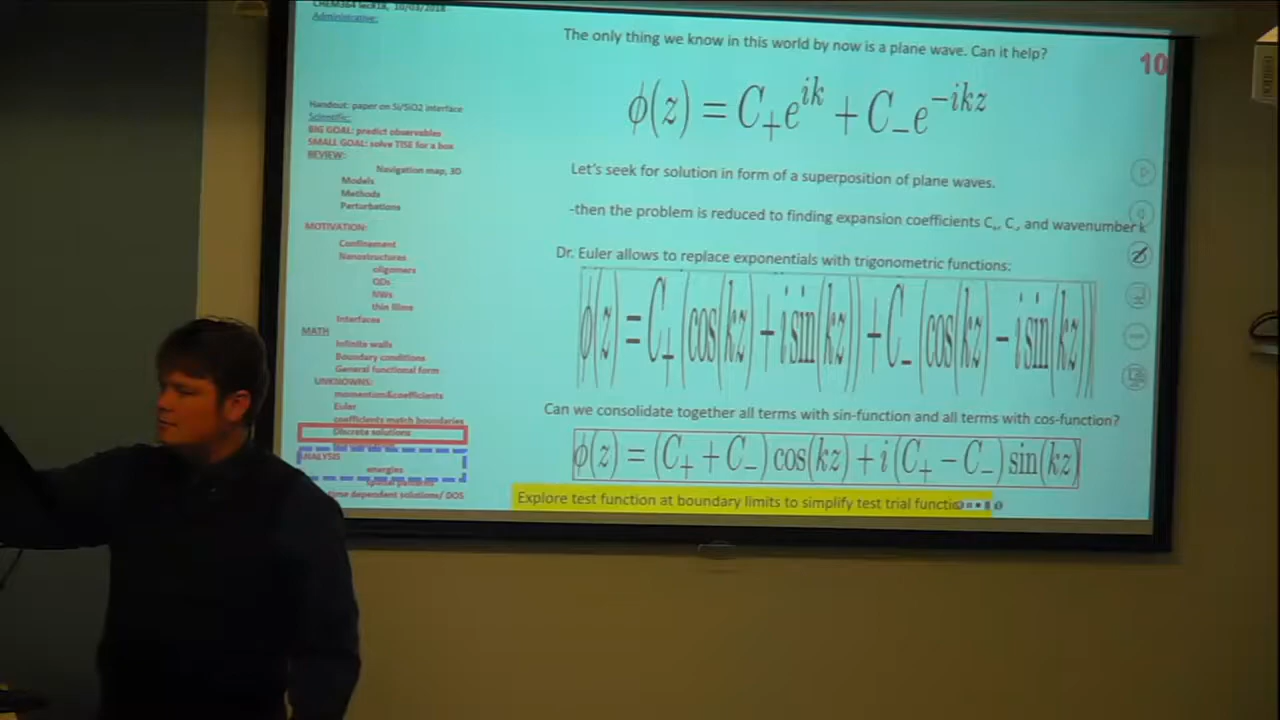 CHEM364 lec#18, 10/03/2018
Administrative:
Handout: paper on Si/SiO2 interface
Scientific:
BIG GOAL: predict observables
SMALL GOAL: solve TISE for a box
REVIEW:
Navigation map, 3D
Models
Methods
Perturbations
MOTIVATION:
Confinement
Nanostructures
oligomers
QDs
NWs
thin films
Interfaces
MATH
Infinite walls
Boundary conditions
General functional form
UNKNOWNS:
momentum&coefficients
Euler
coefficients match boundaries
Discrete solutions
ANALYSIS
energies
spatial patterns
time dependent solutions/ DOS
The only thing we know in this world by now is a plane wave. Can it help?
10
ϕ(z) = C₊e^{ik} + C₋e^{-ikz}
Let's seek for solution in form of a superposition of plane waves.
-then the problem is reduced to finding expansion coefficients C₊, C₋ and wavenumber k
Dr. Euler allows to replace exponentials with trigonometric functions:
ϕ(z) = C₊(cos(kz) + i sin(kz)) + C₋(cos(kz) − i sin(kz))
Can we consolidate together all terms with sin-function and all terms with cos-function?
ϕ(z) = (C₊ + C₋) cos(kz) + i(C₊ − C₋) sin(kz)
Explore test function at boundary limits to simplify test trial functio